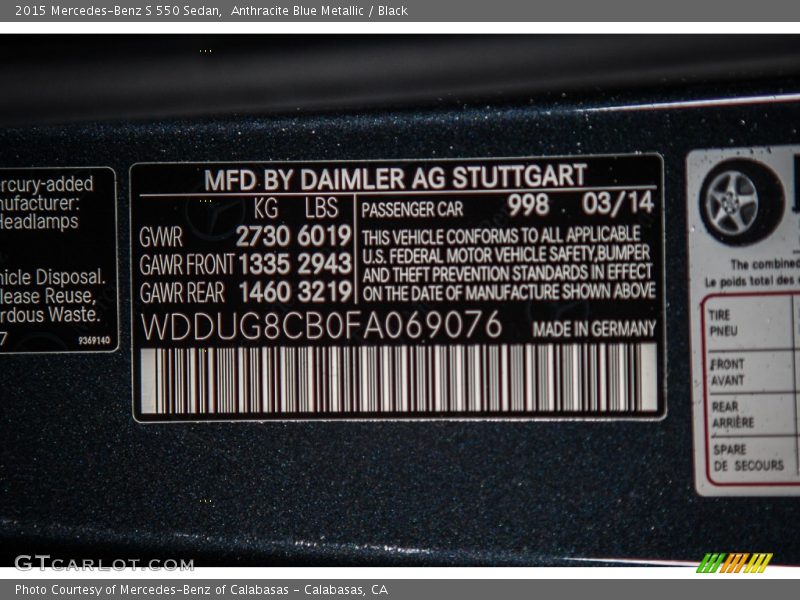 2015 Mercedes-Benz S 550 Sedan, Anthracite Blue Metallic / Black
ercury-added
nufacturer:
Headlamps
hicle Disposal.
lease Reuse,
rdous Waste.
7
9369140
MFD BY DAIMLER AG STUTTGART
KG LBS
GVWR 2730 6019
GAWR FRONT 1335 2943
GAWR REAR 1460 3219
PASSENGER CAR 998 03/14
THIS VEHICLE CONFORMS TO ALL APPLICABLE
U.S. FEDERAL MOTOR VEHICLE SAFETY,BUMPER
AND THEFT PREVENTION STANDARDS IN EFFECT
ON THE DATE OF MANUFACTURE SHOWN ABOVE
WDDUG8CB0FA069076 MADE IN GERMANY
The combined
Le poids total des
TIRE
PNEU
FRONT
AVANT
REAR
ARRIÈRE
SPARE
DE SECOURS
GTCARLOT.COM
Photo Courtesy of Mercedes-Benz of Calabasas - Calabasas, CA